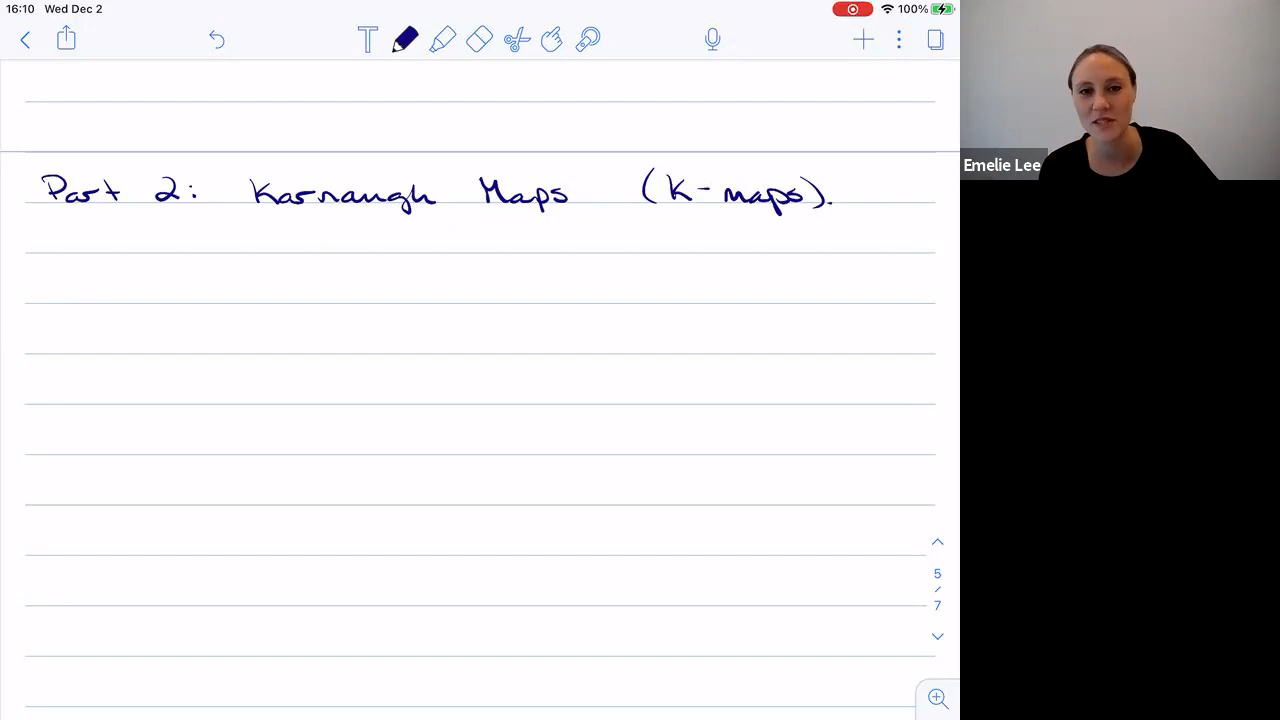 16:10 Wed Dec 2
100%
T
Part 2: Karnaugh Maps (K-maps).
Emelie Lee
5
/
7